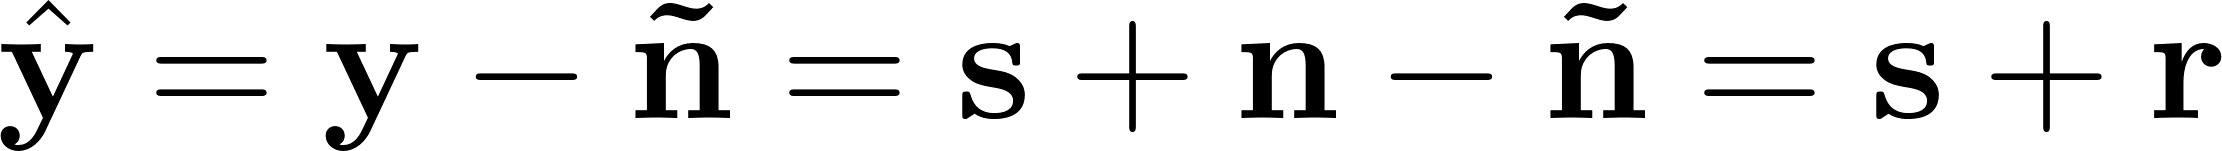 ŷ = y − ñ = s + n − ñ = s + r